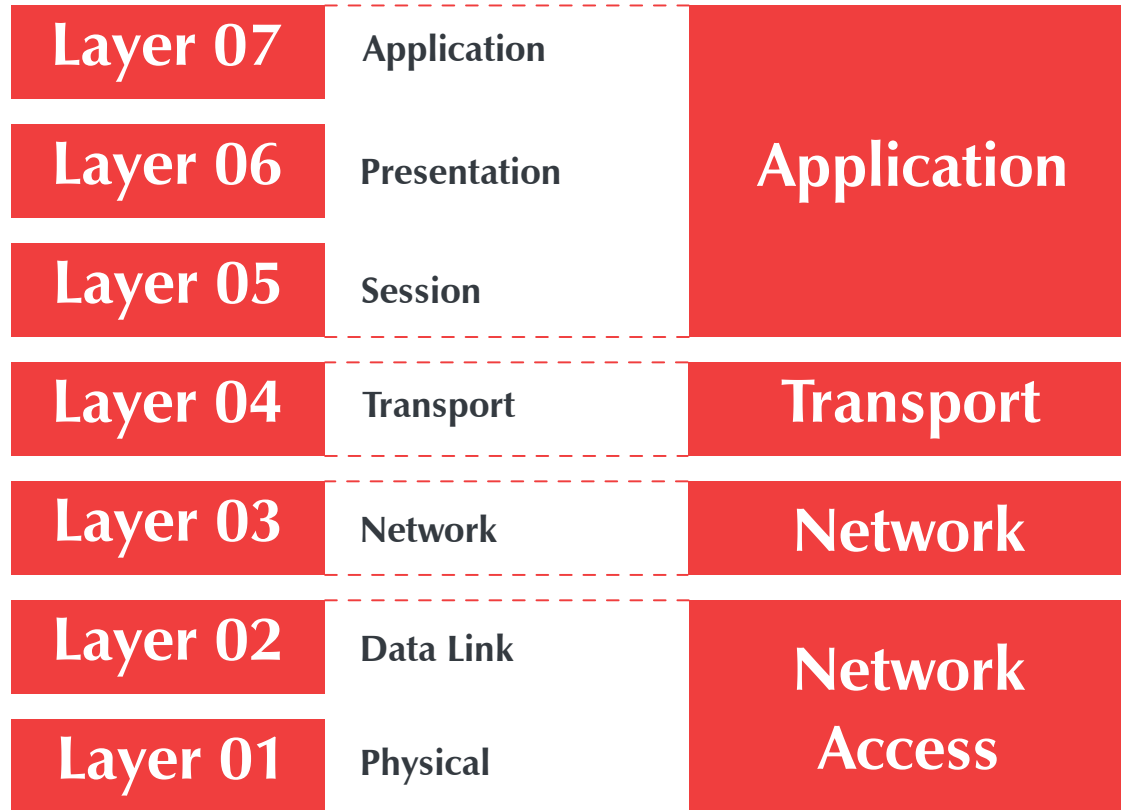 Layer 07
Application
Layer 06
Presentation
Application
Layer 05
Session
Layer 04
Transport
Transport
Layer 03
Network
Network
Layer 02
Data Link
Network
Access
Layer 01
Physical